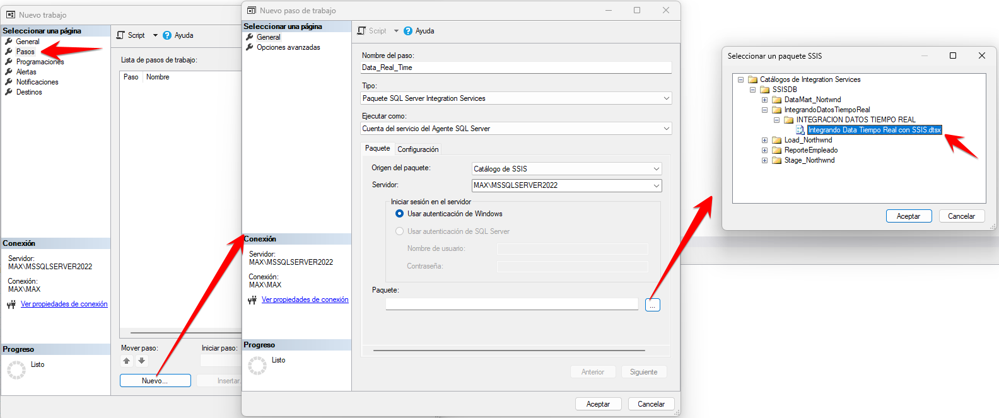 Nuevo trabajo
Seleccionar una página
General
Pasos
Programaciones
Alertas
Notificaciones
Destinos
Conexión
Servidor:
MAX\MSSQLSERVER2022
Conexión:
MAX\MAX
Ver propiedades de conexión
Progreso
Listo
Script
Ayuda
Lista de pasos de trabajo:
Paso Nombre
Mover paso:
Iniciar paso:
Nuevo...
Insertar.
Nuevo paso de trabajo
Seleccionar una página
General
Opciones avanzadas
Conexión
Servidor:
MAX\MSSQLSERVER2022
Conexión:
MAX\MAX
Ver propiedades de conexión
Progreso
Listo
Script
Ayuda
Nombre del paso:
Data_Real_Time
Tipo:
Paquete SQL Server Integration Services
Ejecutar como:
Cuenta del servicio del Agente SQL Server
Paquete Configuración
Origen del paquete: Catálogo de SSIS
Servidor: MAX\MSSQLSERVER2022
Iniciar sesión en el servidor
Usar autenticación de Windows
Usar autenticación de SQL Server
Nombre de usuario:
Contraseña:
Paquete:
...
Anterior Siguiente
Aceptar Cancelar
Seleccionar un paquete SSIS
Catálogos de Integration Services
SSISDB
DataMart_Nortwnd
IntegrandoDatosTiempoReal
INTEGRACION DATOS TIEMPO REAL
Integrando Data Tiempo Real con SSIS.dtsx
Load_Northwnd
ReporteEmpleado
Stage_Northwnd
Aceptar Cancelar